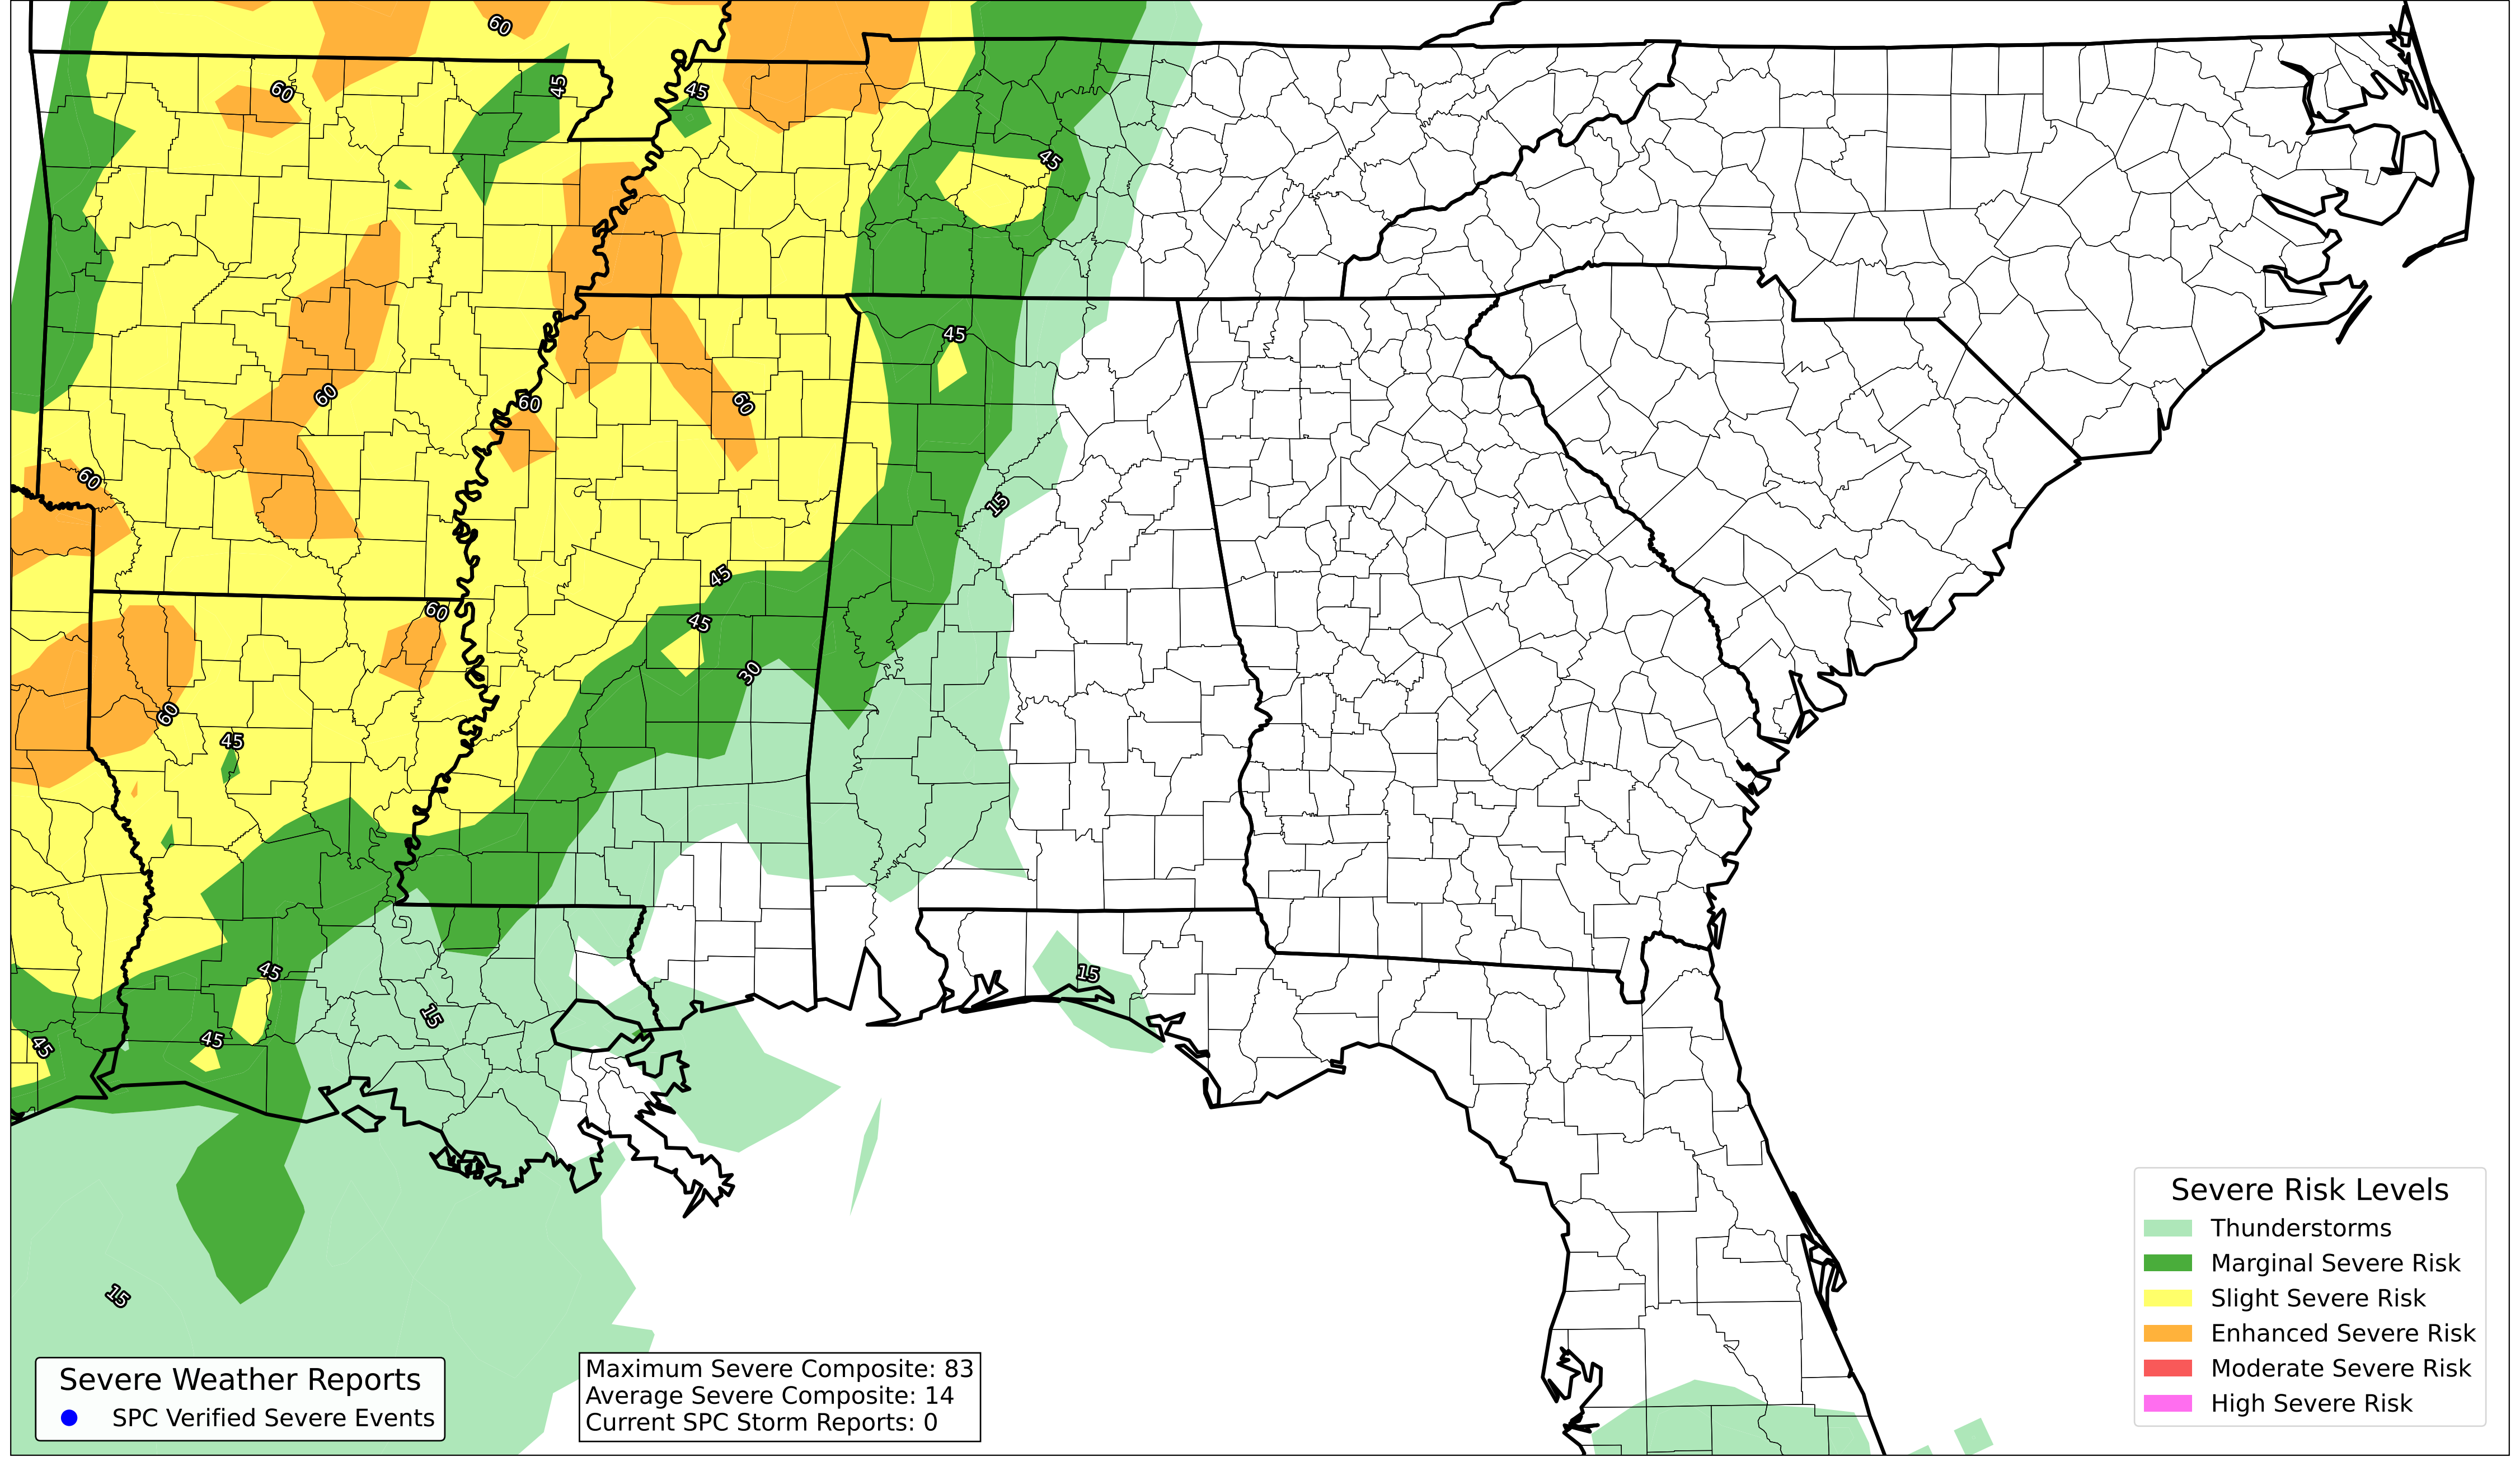 60
60
45
45
45
45
60
60
60
60
15
45
60
45
30
60
45
45
15
15
45
45
15
Severe Risk Levels
Thunderstorms
Marginal Severe Risk
Slight Severe Risk
Enhanced Severe Risk
Moderate Severe Risk
High Severe Risk
Severe Weather Reports
SPC Verified Severe Events
Maximum Severe Composite: 83
Average Severe Composite: 14
Current SPC Storm Reports: 0